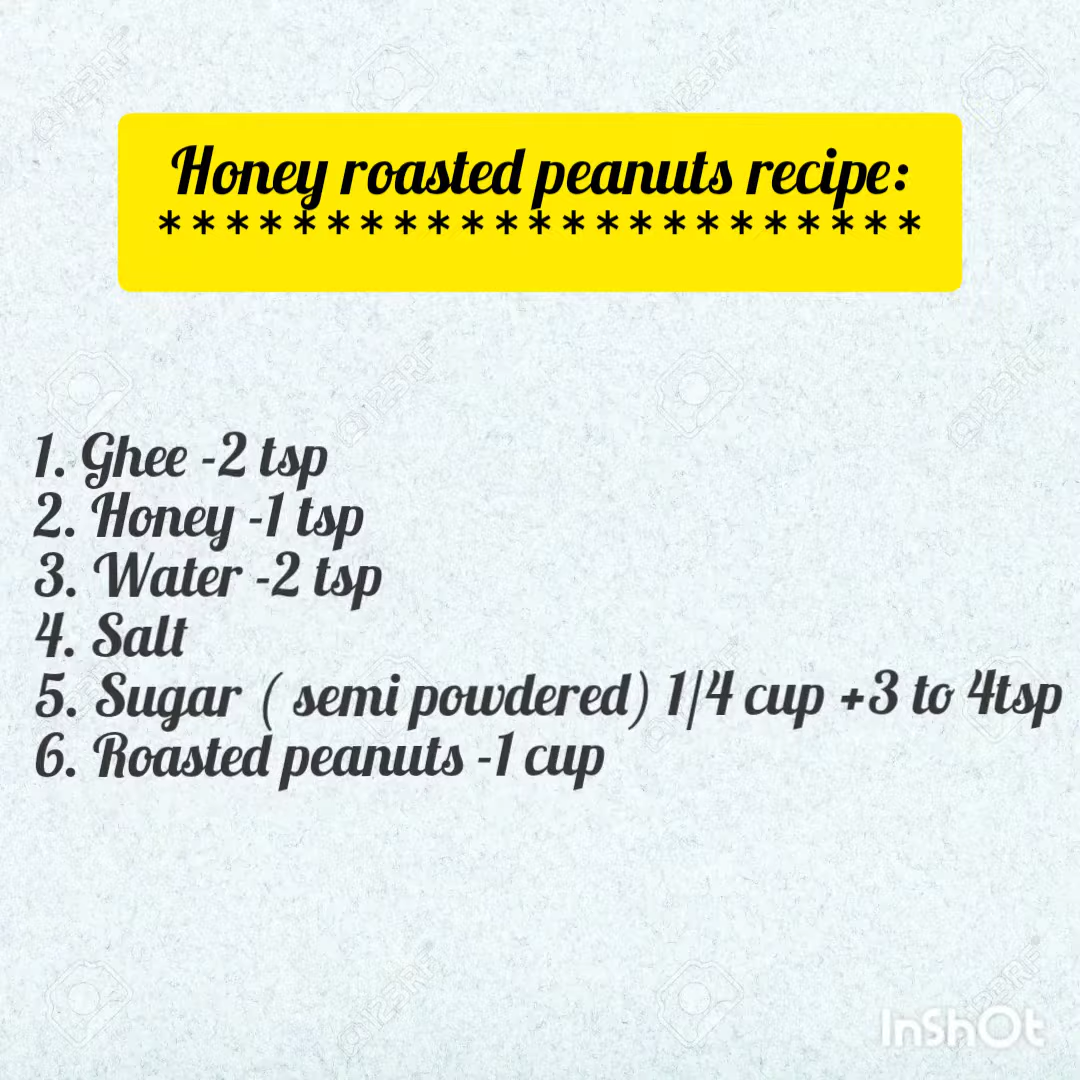 Honey roasted peanuts recipe:
***********************
1. Ghee -2 tsp
2. Honey -1 tsp
3. Water -2 tsp
4. Salt
5. Sugar ( semi powdered) 1/4 cup +3 to 4tsp
6. Roasted peanuts -1 cup
InShOt
@123RF